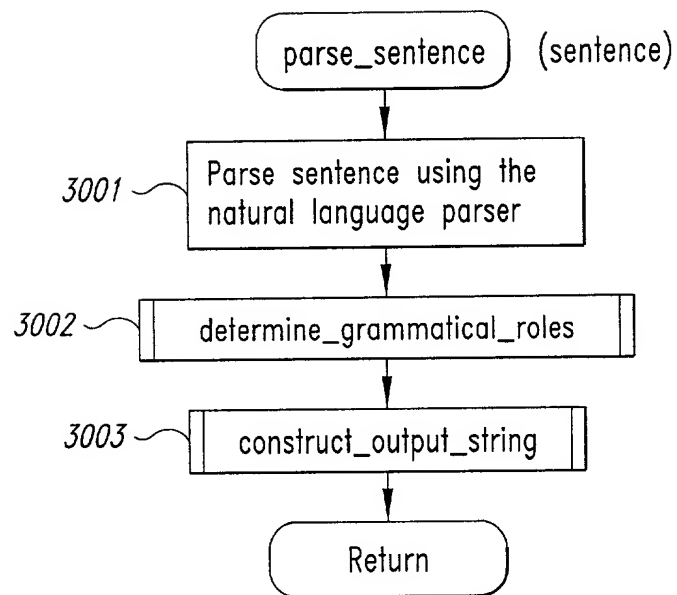 parse_sentence (sentence)
3001
Parse sentence using the
natural language parser
3002
determine_grammatical_roles
3003
construct_output_string
Return